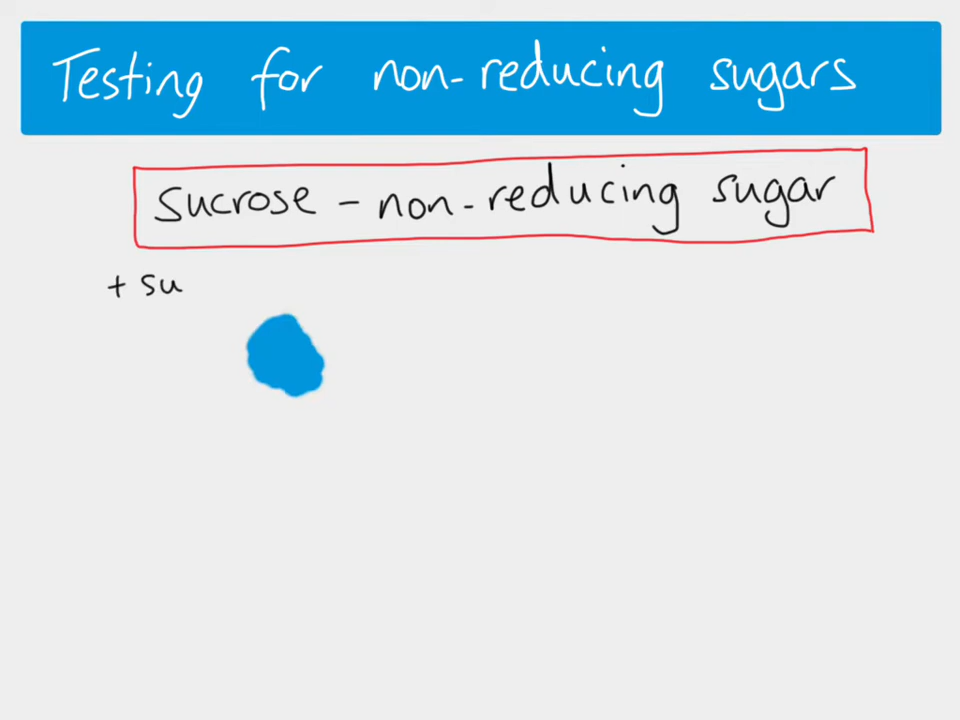 Testing for non-reducing sugars
Sucrose - non-reducing sugar
+ su